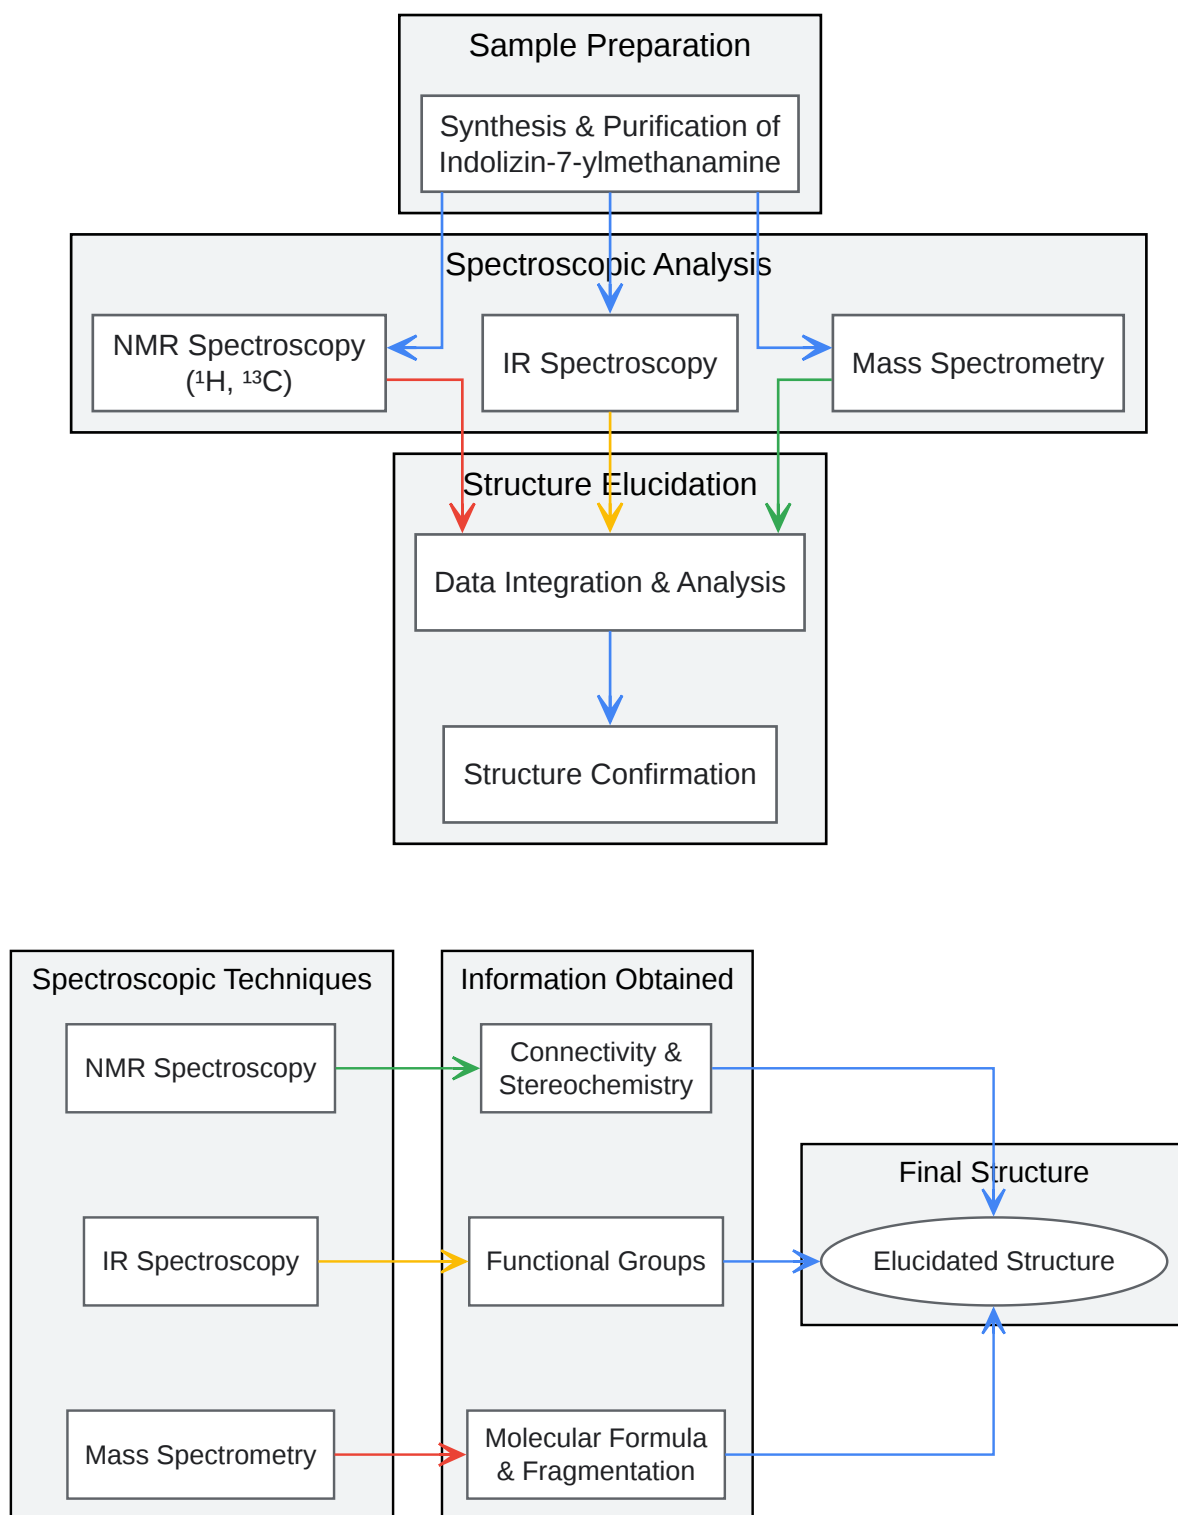 Sample Preparation
Synthesis & Purification of
Indolizin-7-ylmethanamine
Spectroscopic Analysis
NMR Spectroscopy
(¹H, ¹³C)
IR Spectroscopy
Mass Spectrometry
Structure Elucidation
Data Integration & Analysis
Structure Confirmation
Spectroscopic Techniques
Information Obtained
NMR Spectroscopy
Connectivity &
Stereochemistry
Final Structure
IR Spectroscopy
Functional Groups
Elucidated Structure
Mass Spectrometry
Molecular Formula
& Fragmentation